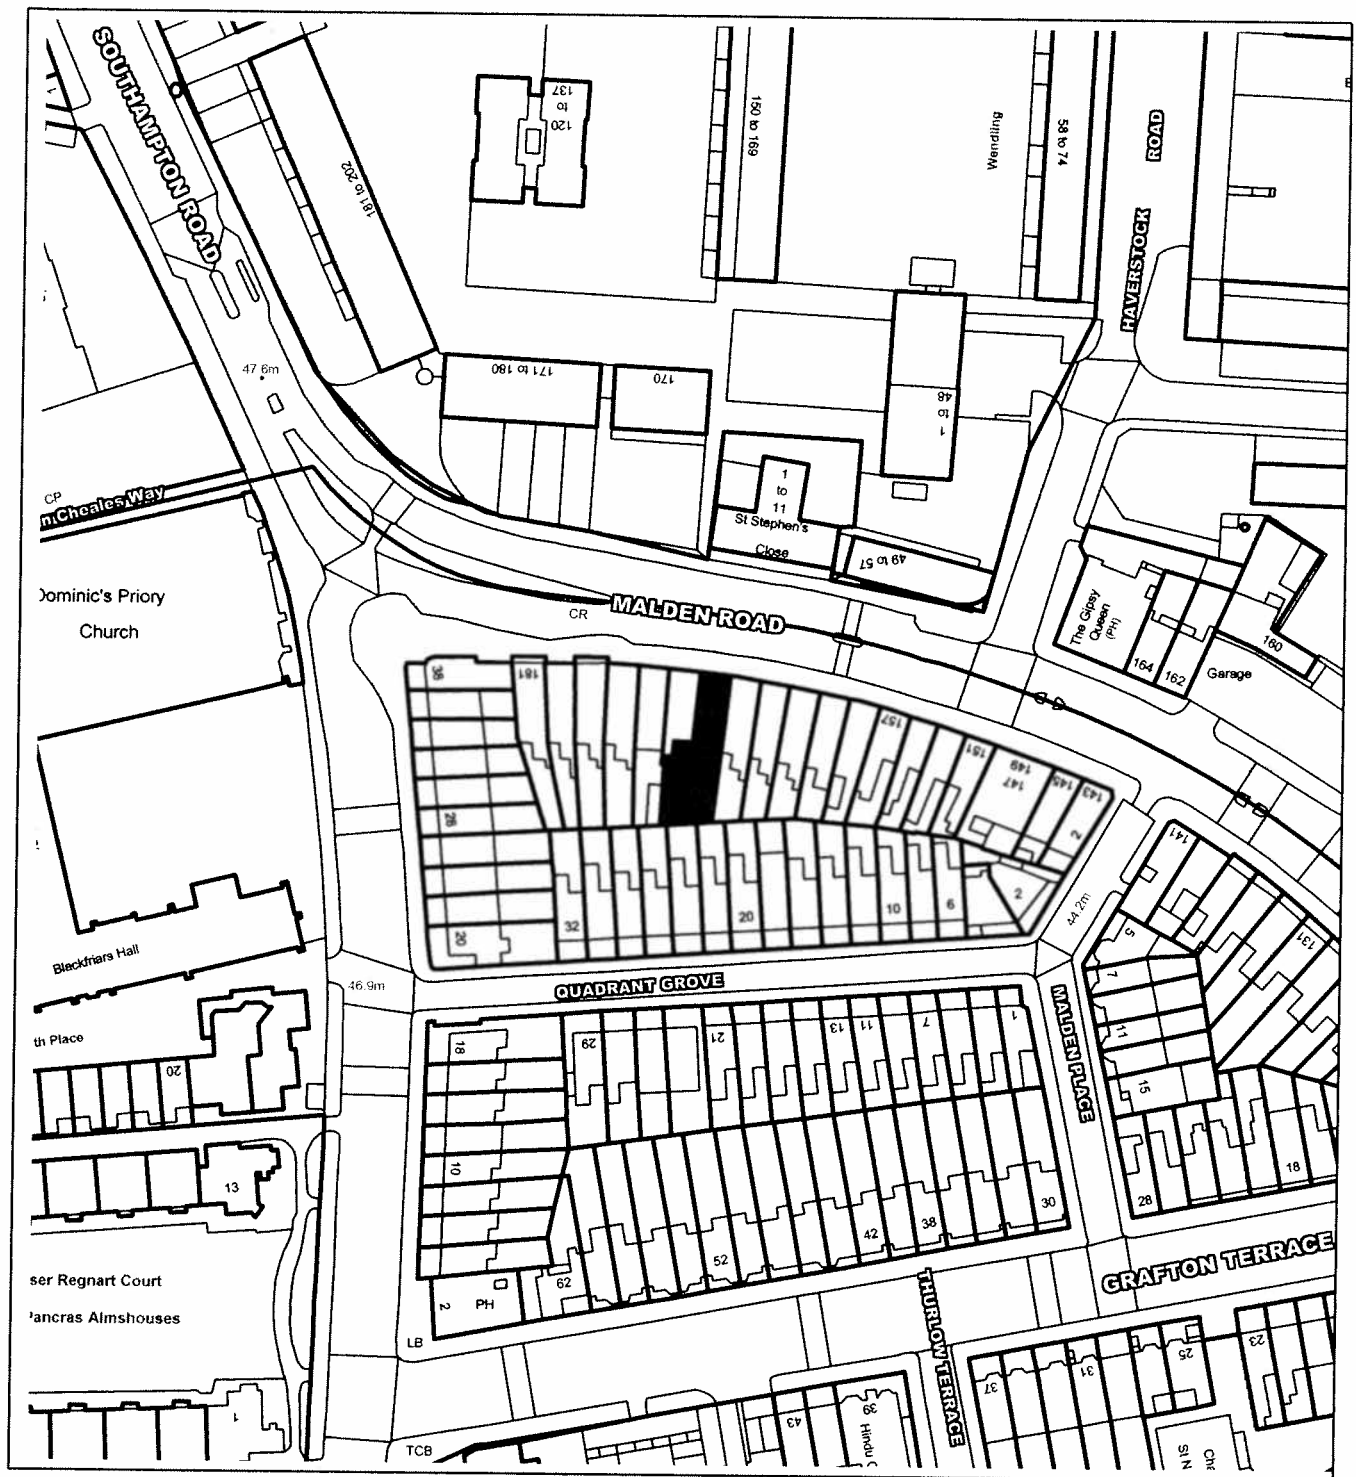 SOUTHAMPTON ROAD
181 to 202
137
to
120
150 to 169
Wendling
58 to 74
ROAD
HAVERSTOCK
47.6m
171 to 180
170
48
to
1
1
to
11
St Stephen's
Close
49 to 57
CP
n Cheales Way
Dominic's Priory
Church
CR
MALDEN ROAD
The Gipsy
Queen
(PH)
164
162
160
Garage
36
181
157
151
149
147
145
143
2
28
20
32
20
10
6
2
44.2m
141
131
5
7
11
15
Blackfriars Hall
46.9m
QUADRANT GROVE
MALDEN PLACE
th Place
20
18
29
21
13
11
7
1
10
13
30
28
18
42
38
52
62
2
PH
ser Regnart Court
Pancras Almshouses
LB
GRAFTON TERRACE
THURLOW TERRACE
1
TCB
43
39
Hindu C
37
31
25
23
St N
Cha